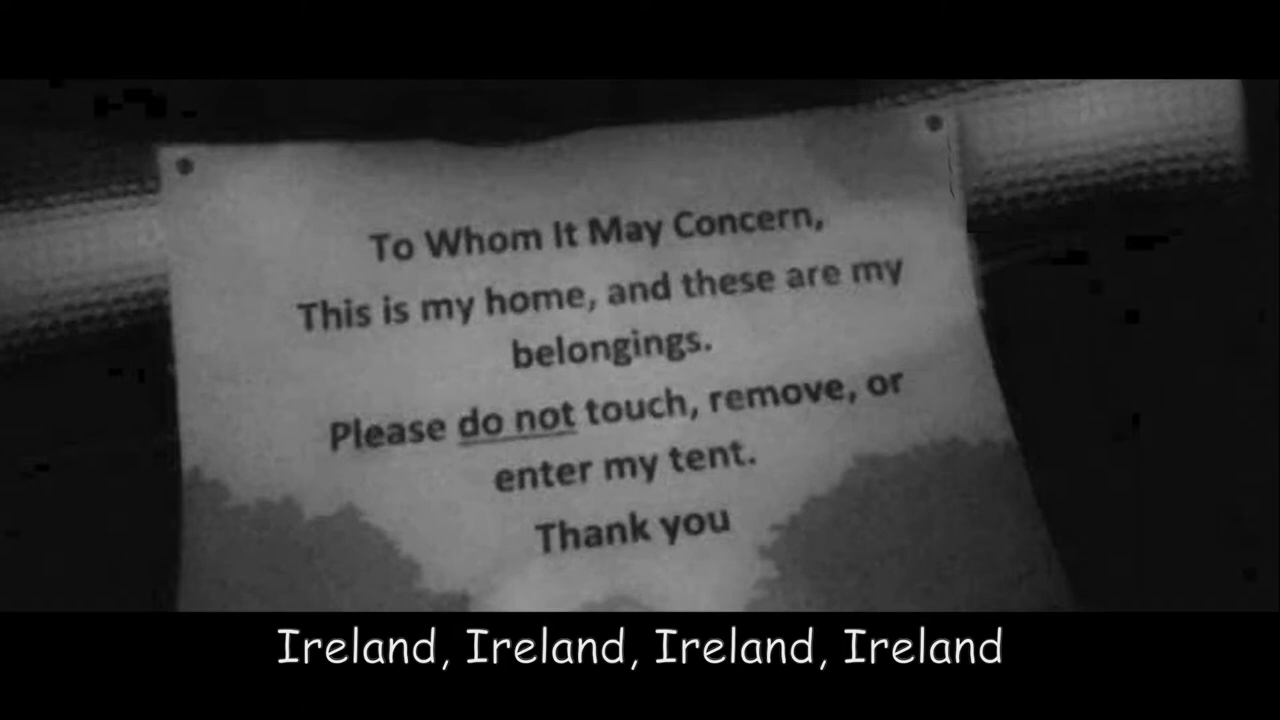 To Whom It May Concern,
This is my home, and these are my
belongings.
Please do not touch, remove, or
enter my tent.
Thank you
Ireland, Ireland, Ireland, Ireland